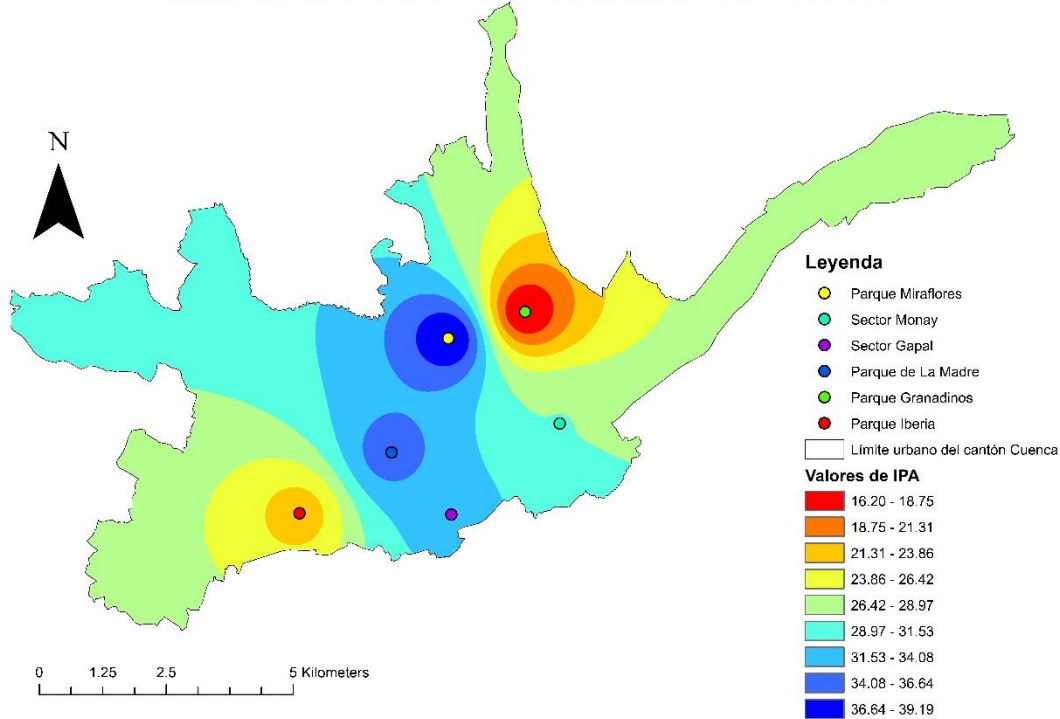 N
Leyenda
Parque Miraflores
Sector Monay
Sector Gapal
Parque de La Madre
Parque Granadinos
Parque Iberia
Límite urbano del cantón Cuenca
Valores de IPA
16.20 - 18.75
18.75 - 21.31
21.31 - 23.86
23.86 - 26.42
26.42 - 28.97
28.97 - 31.53
31.53 - 34.08
34.08 - 36.64
36.64 - 39.19
0 1.25 2.5 5 Kilometers